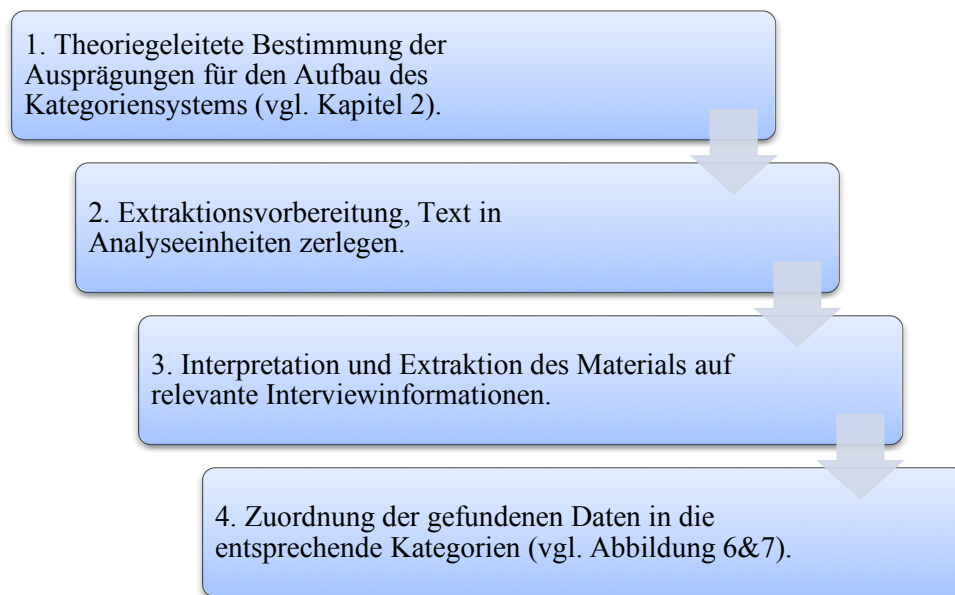 1. Theoriegeleitete Bestimmung der
Ausprägungen für den Aufbau des
Kategoriensystems (vgl. Kapitel 2).
2. Extraktionsvorbereitung, Text in
Analyseeinheiten zerlegen.
3. Interpretation und Extraktion des Materials auf
relevante Interviewinformationen.
4. Zuordnung der gefundenen Daten in die
entsprechende Kategorien (vgl. Abbildung 6&7).